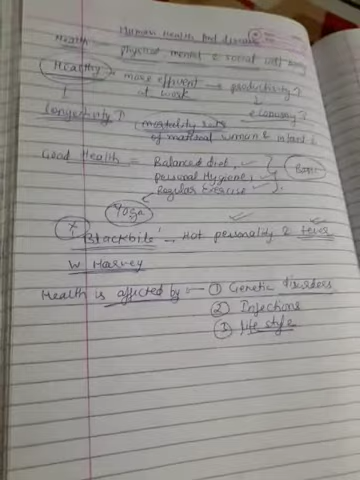 Human Health And disease
Health - physical mental & social well being
Healthy → more efficient → productivity ↑
at work
↓
economy ↑
Longevity ↑ mortality rate
of maternal women & infant ↓
Good Health = Balanced diet, ✓
personal Hygiene, ✓
Regular Exercise ✓
Basic
Yoga
'Blackbile' - Hot personality & fever
W Harvey
Health is affected by :- ① Genetic disorders
② Infections
③ life style